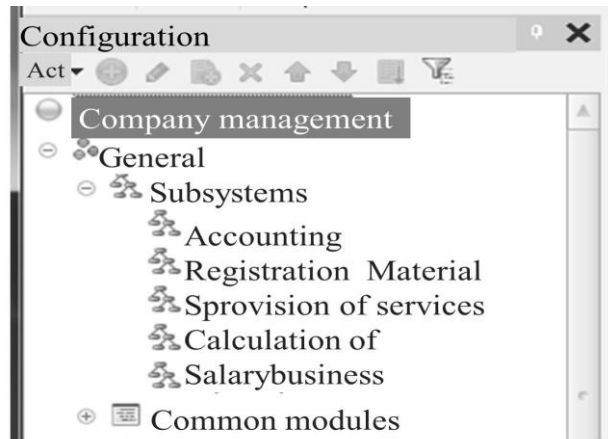 Configuration
Act
Company management
General
Subsystems
Accounting
Registration Material
Sprovision of services
Calculation of
Salarybusiness
Common modules